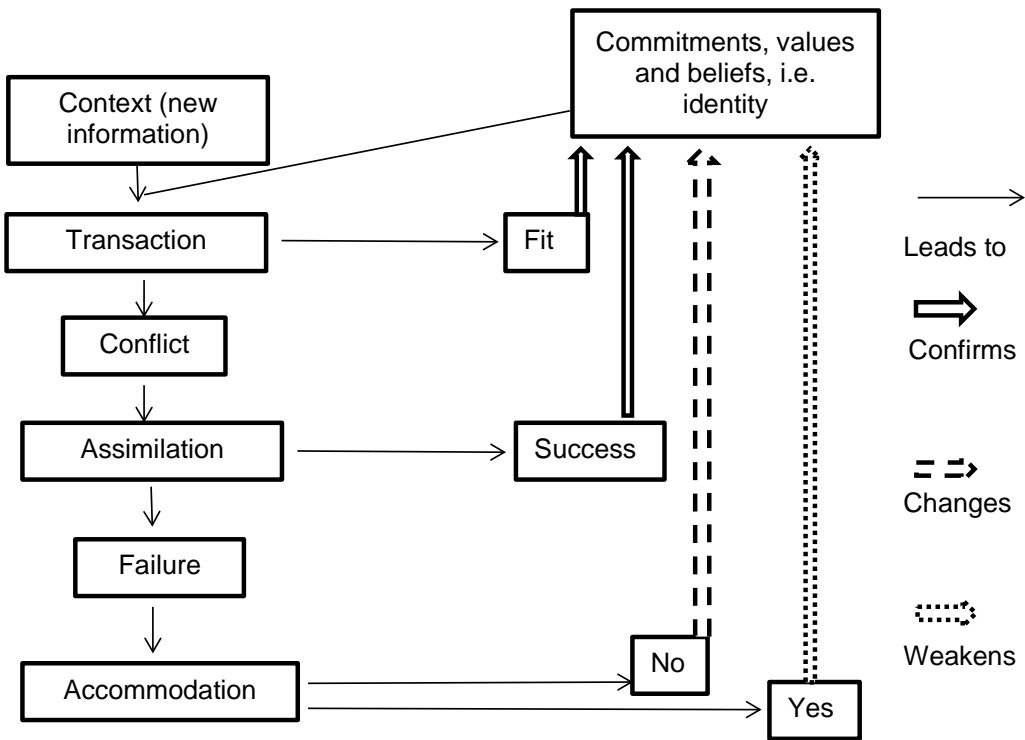 Commitments, values
and beliefs, i.e.
identity
Context (new
information)
Transaction
Fit
Leads to
Conflict
Confirms
Assimilation
Success
Changes
Failure
No
Weakens
Accommodation
Yes